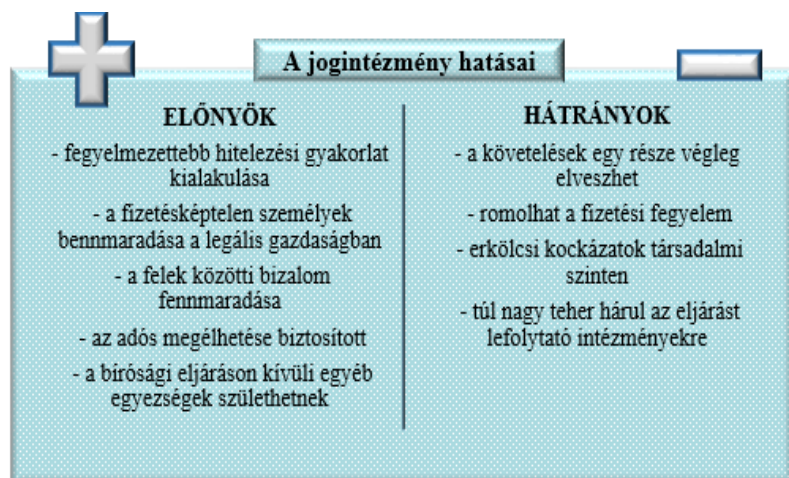 A jogintézmény hatásai
ELŐNYÖK
- fegyelmezettebb hitelezési gyakorlat
kialakulása
- a fizetésképtelen személyek
bennmaradása a legális gazdaságban
- a felek közötti bizalom
fennmaradása
- az adós megélhetése biztosított
- a bírósági eljáráson kívüli egyéb
egyezségek születhetnek
HÁTRÁNYOK
- a követelések egy része végleg
elveszhet
- romolhat a fizetési fegyelem
- erkölcsi kockázatok társadalmi
szinten
- túl nagy teher hárul az eljárást
lefolytató intézményekre